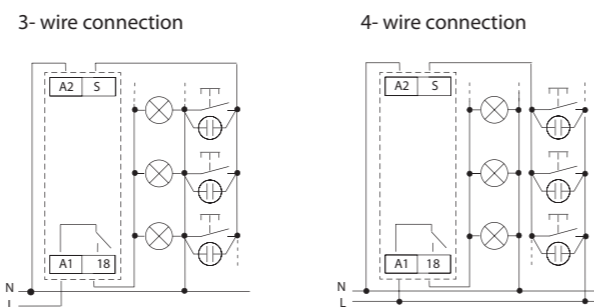 3- wire connection
4- wire connection
A2 S
A2 S
A1 18
A1 18
N
L
N
L